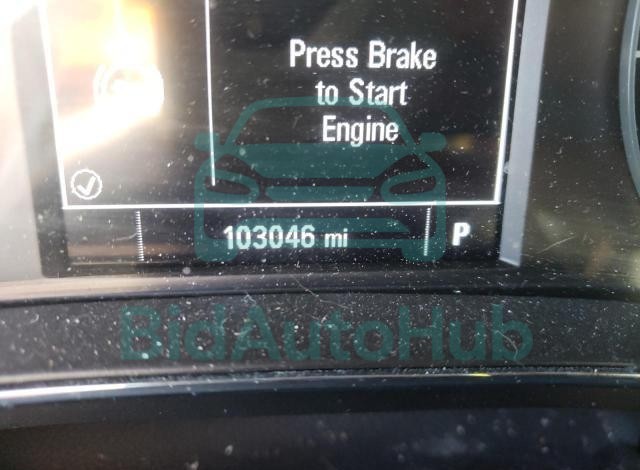 Press Brake
to Start
Engine
103046 mi
P
BidAutoHub